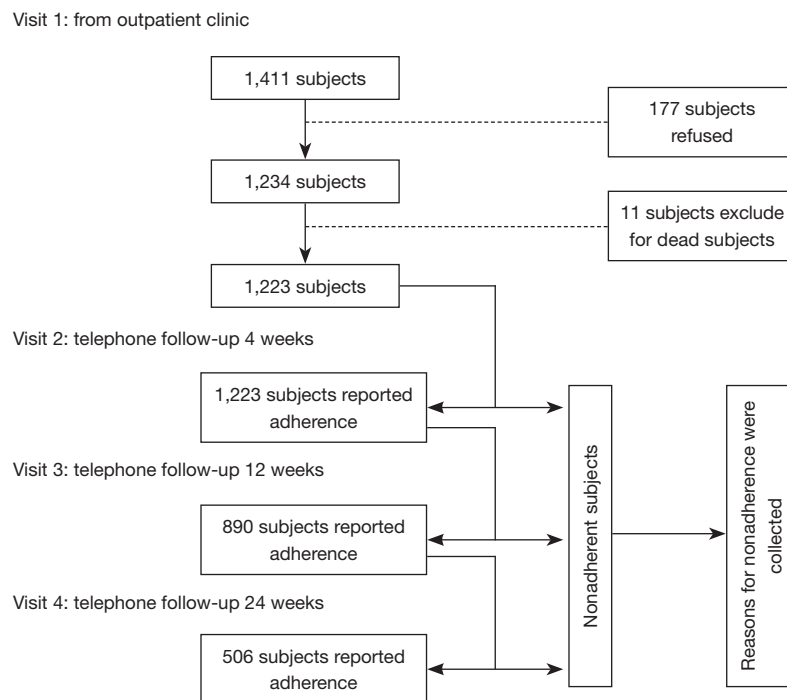 Visit 1: from outpatient clinic
1,411 subjects
177 subjects
refused
1,234 subjects
11 subjects exclude
for dead subjects
1,223 subjects
Visit 2: telephone follow-up 4 weeks
1,223 subjects reported
adherence
Visit 3: telephone follow-up 12 weeks
890 subjects reported
adherence
Visit 4: telephone follow-up 24 weeks
506 subjects reported
adherence
Nonadherent subjects
Reasons for nonadherence were
collected